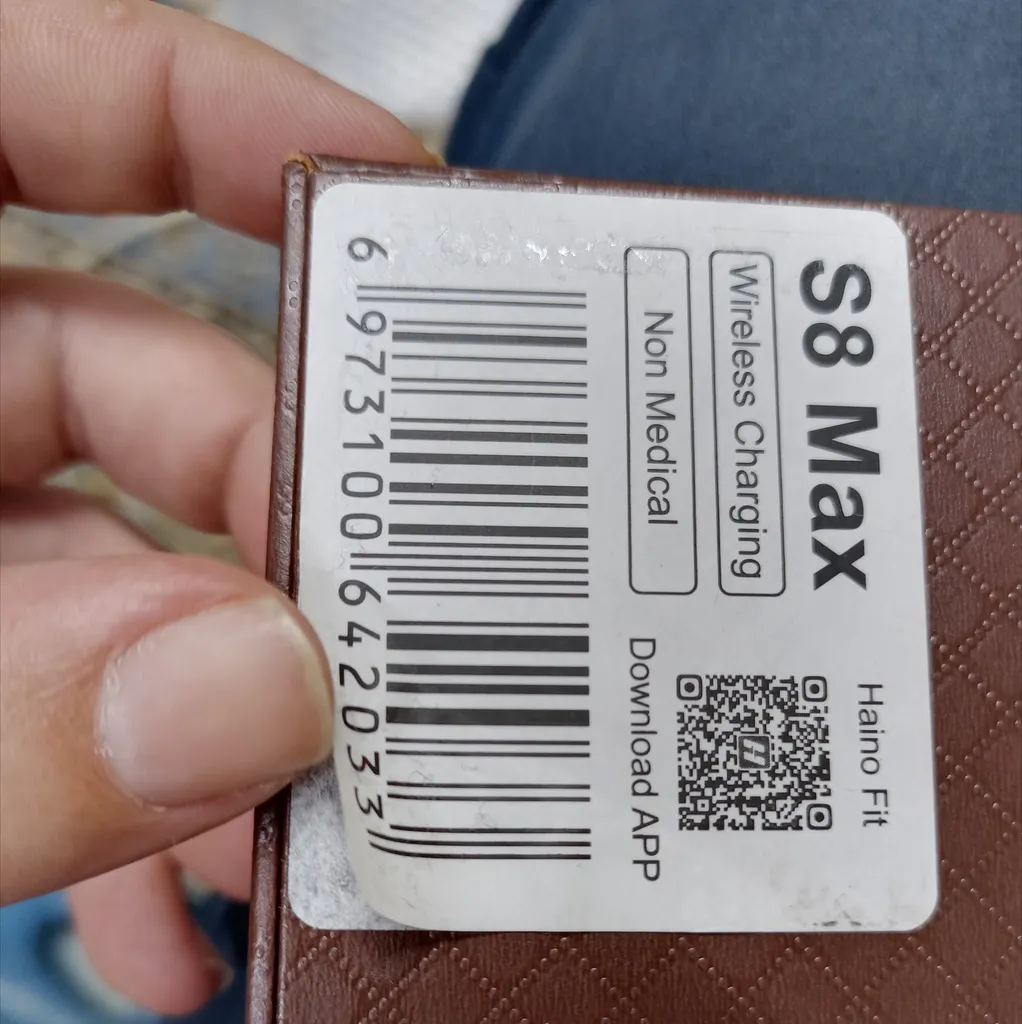 S8 Max
Wireless Charging
Non Medical
Haino Fit
Download APP
6 973100 642033